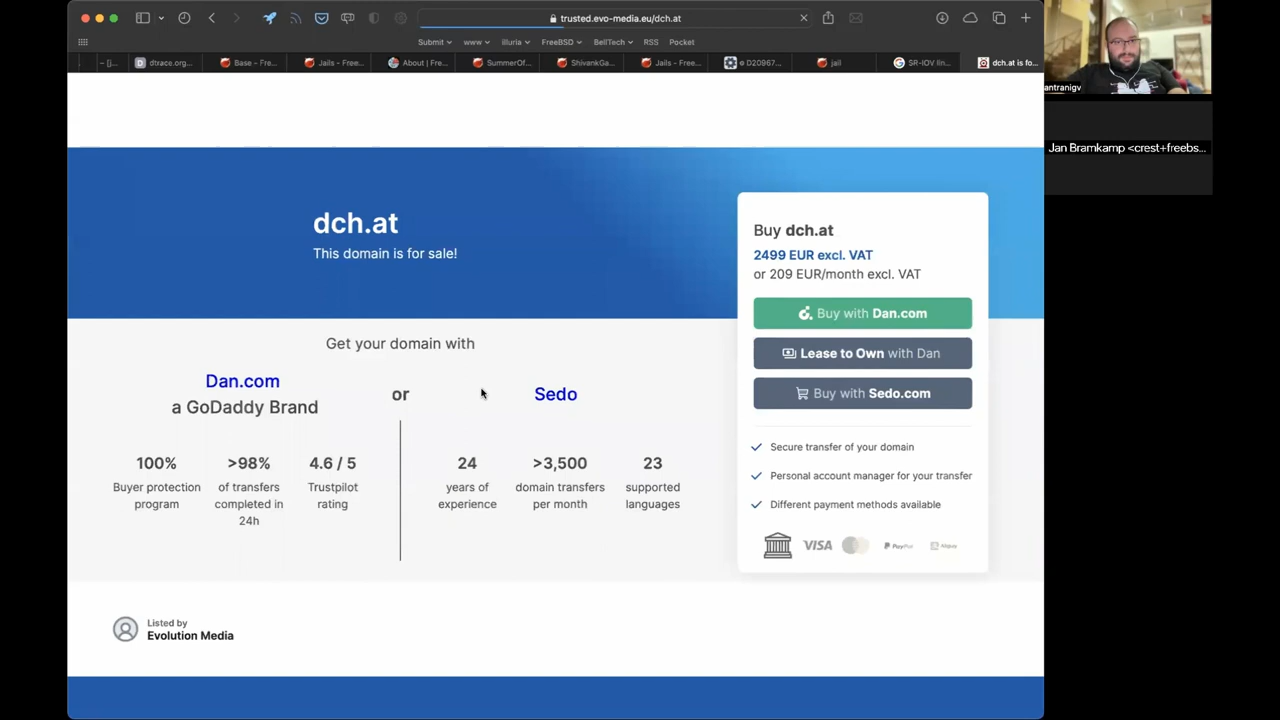 trusted.evo-media.eu/dch.at
Submit www illuria FreeBSD BellTech RSS Pocket
– {}... dtrace.org... Base – Fre... Jails - Free... About | Fre... SummerOf... ShivankGa... Jails - Free... D20967... jail SR-IOV lin... dch.at is fo...
antranigv
Jan Bramkamp <crest+freebs...
dch.at
This domain is for sale!
Buy dch.at
2499 EUR excl. VAT
or 209 EUR/month excl. VAT
Buy with Dan.com
Lease to Own with Dan
Buy with Sedo.com
Secure transfer of your domain
Personal account manager for your transfer
Different payment methods available
VISA PayPal
Get your domain with
Dan.com
a GoDaddy Brand
or
Sedo
100% >98% 4.6 / 5 24 >3,500 23
Buyer protection of transfers Trustpilot years of domain transfers supported
program completed in rating experience per month languages
24h
Listed by
Evolution Media